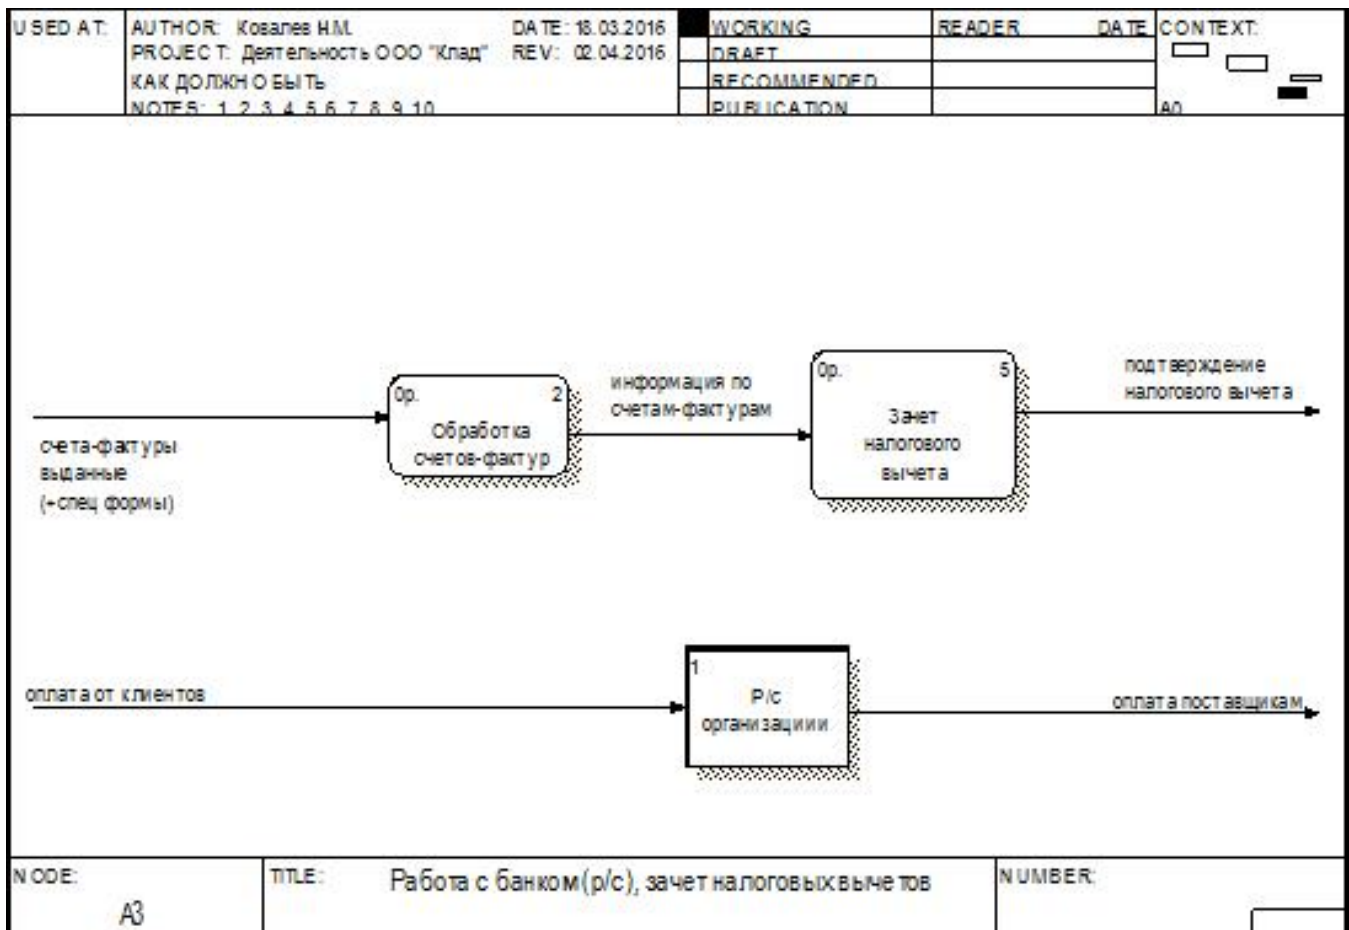 USED AT:
AUTHOR: Ковалев Н.М.
DATE: 18.03.2016
PROJECT: Деятельность ООО "Клад"
REV: 02.04.2016
КАК ДОЛЖНО БЫТЬ
NOTES: 1 2 3 4 5 6 7 8 9 10
WORKING
DRAFT
RECOMMENDED
PUBLICATION
READER
DATE
CONTEXT:
A0
счета-фактуры
выданные
(+спец формы)
0р.
2
Обработка
счетов-фактур
информация по
счетам-фактурам
0р.
5
Зачет
налогового
вычета
подтверждение
налогового вычета
оплата от клиентов
1
Р/с
организациии
оплата поставщикам
NODE:
A3
TITLE:
Работа с банком(р/с), зачет налоговых вычетов
NUMBER: